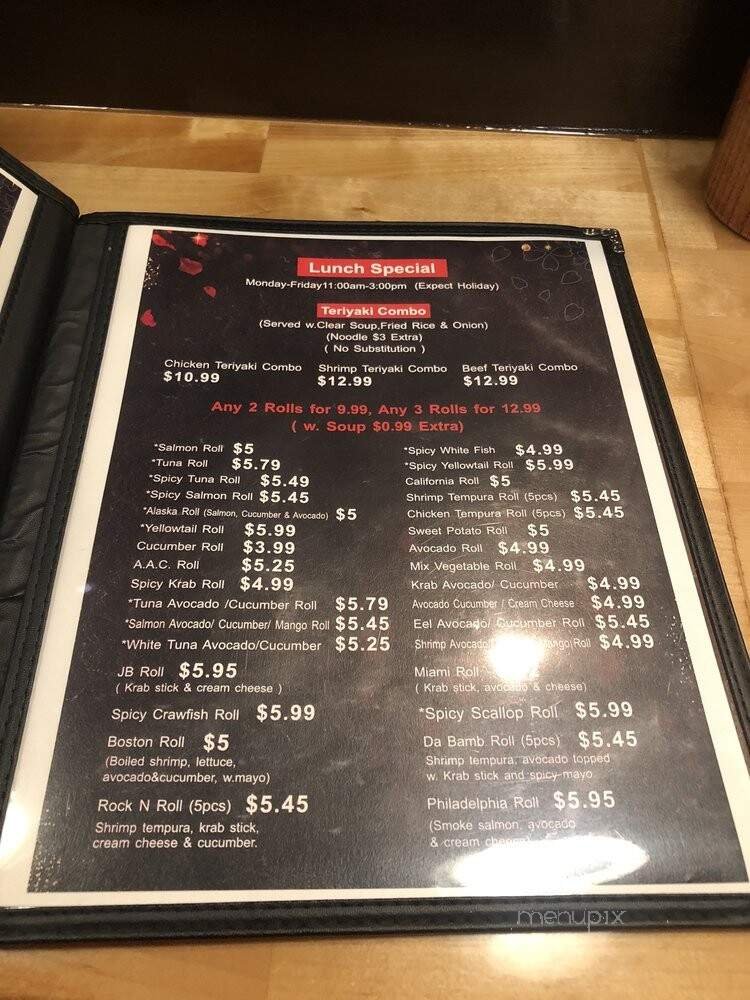 Lunch Special
Monday-Friday11:00am-3:00pm (Expect Holiday)
Teriyaki Combo
(Served w.Clear Soup,Fried Rice & Onion)
(Noodle $3 Extra)
( No Substitution )
Chicken Teriyaki Combo Shrimp Teriyaki Combo Beef Teriyaki Combo
$10.99 $12.99 $12.99
Any 2 Rolls for 9.99, Any 3 Rolls for 12.99
( w. Soup $0.99 Extra)
*Salmon Roll $5
*Tuna Roll $5.79
*Spicy Tuna Roll $5.49
*Spicy Salmon Roll $5.45
*Alaska Roll (Salmon, Cucumber & Avocado) $5
*Yellowtail Roll $5.99
Cucumber Roll $3.99
A.A.C. Roll $5.25
Spicy Krab Roll $4.99
*Tuna Avocado /Cucumber Roll $5.79
*Salmon Avocado/ Cucumber/ Mango Roll $5.45
*White Tuna Avocado/Cucumber $5.25
JB Roll $5.95
( Krab stick & cream cheese )
Spicy Crawfish Roll $5.99
Boston Roll $5
(Boiled shrimp, lettuce,
avocado&cucumber, w.mayo)
Rock N Roll (5pcs) $5.45
Shrimp tempura, krab stick,
cream cheese & cucumber.
*Spicy White Fish $4.99
*Spicy Yellowtail Roll $5.99
California Roll $5
Shrimp Tempura Roll (5pcs) $5.45
Chicken Tempura Roll (5pcs) $5.45
Sweet Potato Roll $5
Avocado Roll $4.99
Mix Vegetable Roll $4.99
Krab Avocado/ Cucumber $4.99
Avocado Cucumber / Cream Cheese $4.99
Eel Avocado/ Cucumber Roll $5.45
Shrimp Avocado/ Mango Roll $4.99
Miami Roll
( Krab stick, avocado & cheese)
*Spicy Scallop Roll $5.99
Da Bamb Roll (5pcs) $5.45
Shrimp tempura, avocado topped
w. Krab stick and spicy mayo
Philadelphia Roll $5.95
(Smoke salmon, avocado
& cream
menupix